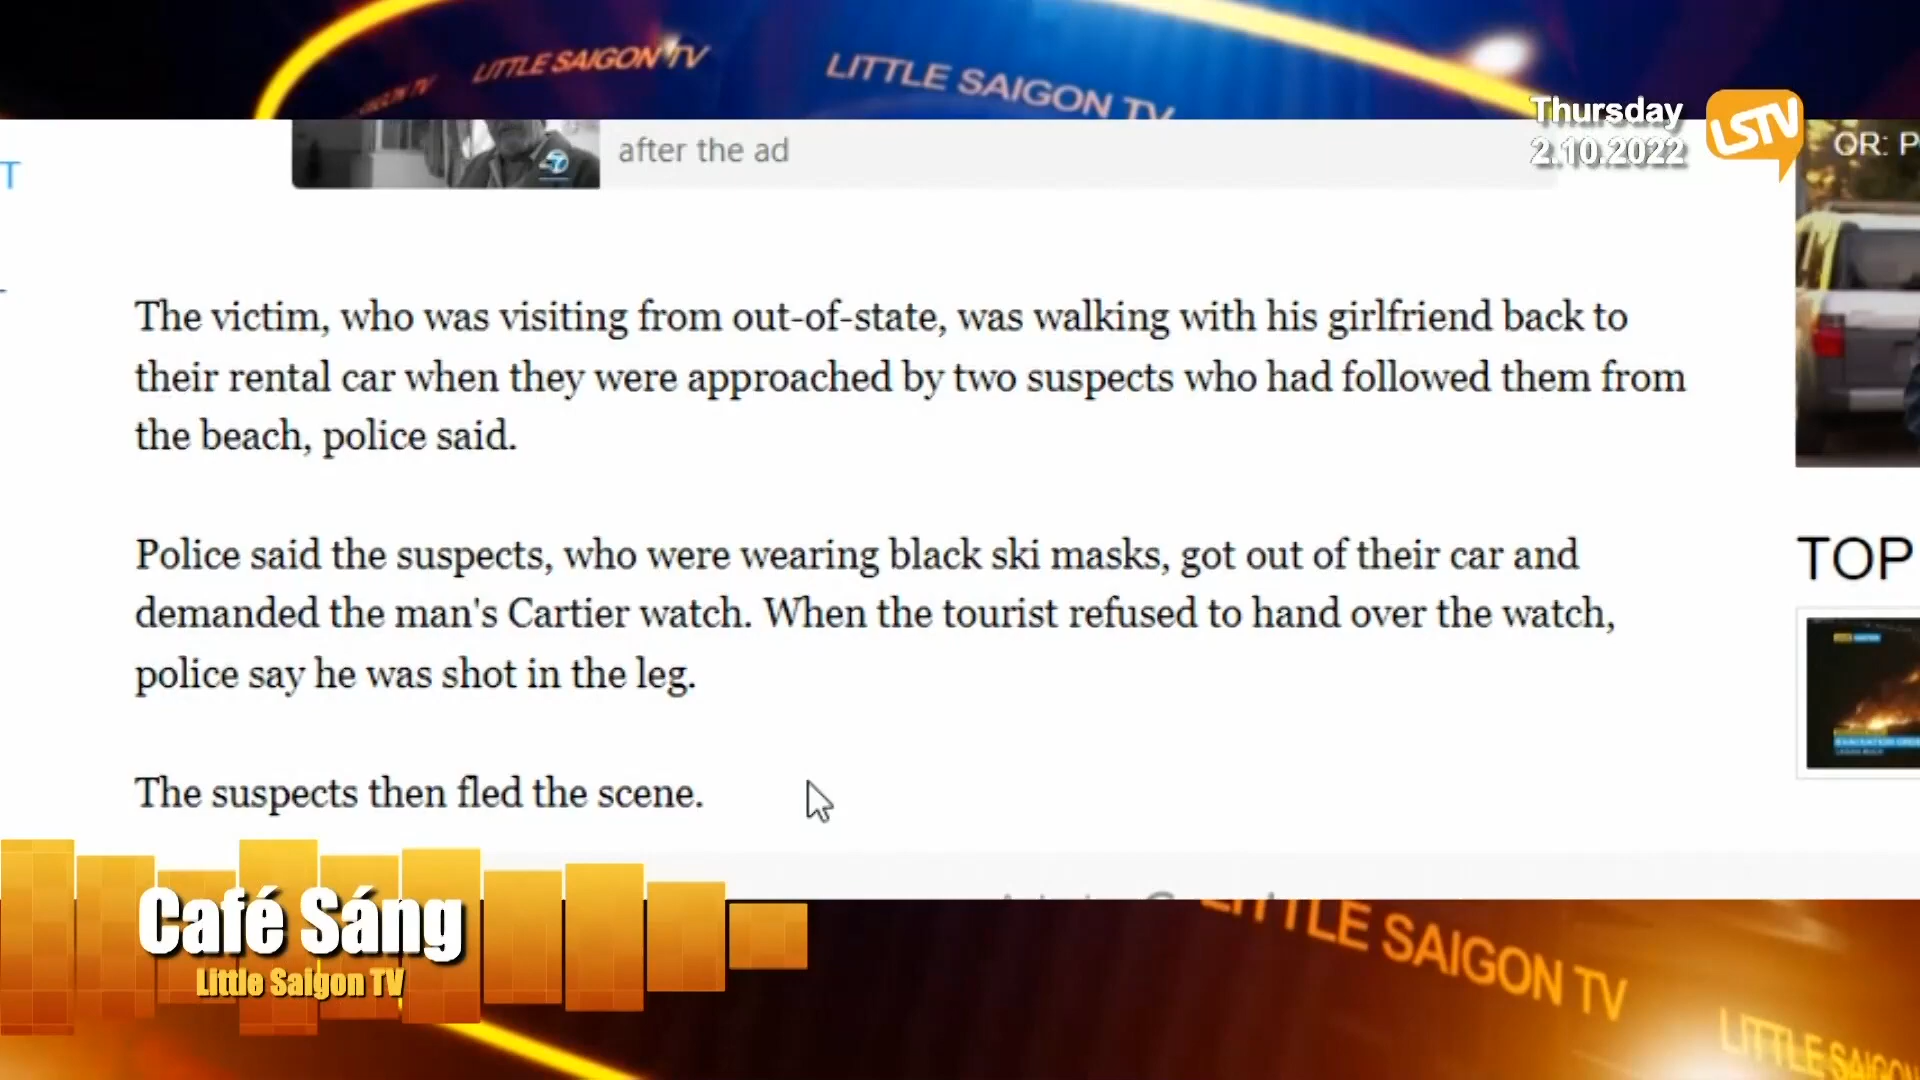 LITTLE SAIGON TV
LITTLE SAIGON TV
Thursday
2.10.2022
LSTV
OR: P
after the ad
T
The victim, who was visiting from out-of-state, was walking with his girlfriend back to
their rental car when they were approached by two suspects who had followed them from
the beach, police said.
Police said the suspects, who were wearing black ski masks, got out of their car and
demanded the man's Cartier watch. When the tourist refused to hand over the watch,
police say he was shot in the leg.
The suspects then fled the scene.
TOP
Café Sáng
Little Saigon TV
LITTLE SAIGON TV
LITTLE SAIGON